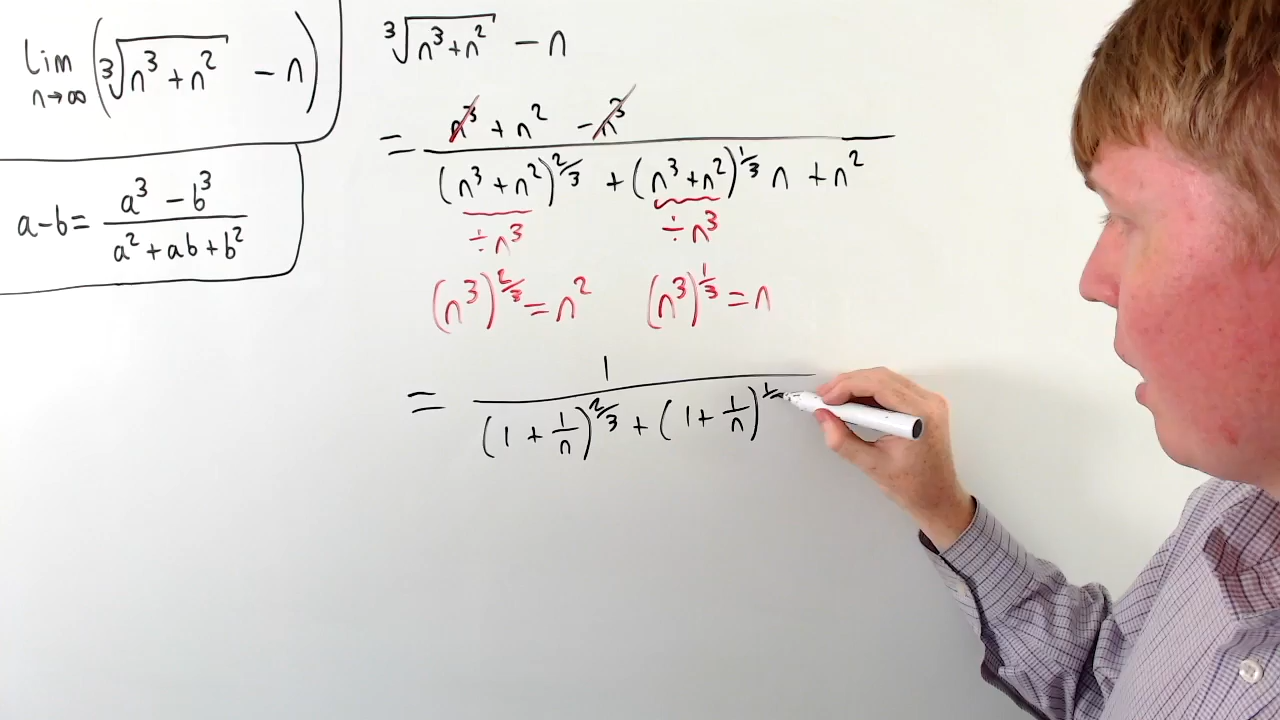 lim n→∞ (∛(n³ + n²) − n)
a − b = (a³ − b³) / (a² + ab + b²)
∛(n³ + n²) − n
= (n³ + n² − n³) / ((n³ + n²)^(2/3) + (n³ + n²)^(1/3) n + n²)
÷n³ ÷n³
(n³)^(2/3) = n² (n³)^(1/3) = n
= 1 / ((1 + 1/n)^(2/3) + (1 + 1/n)^(1/